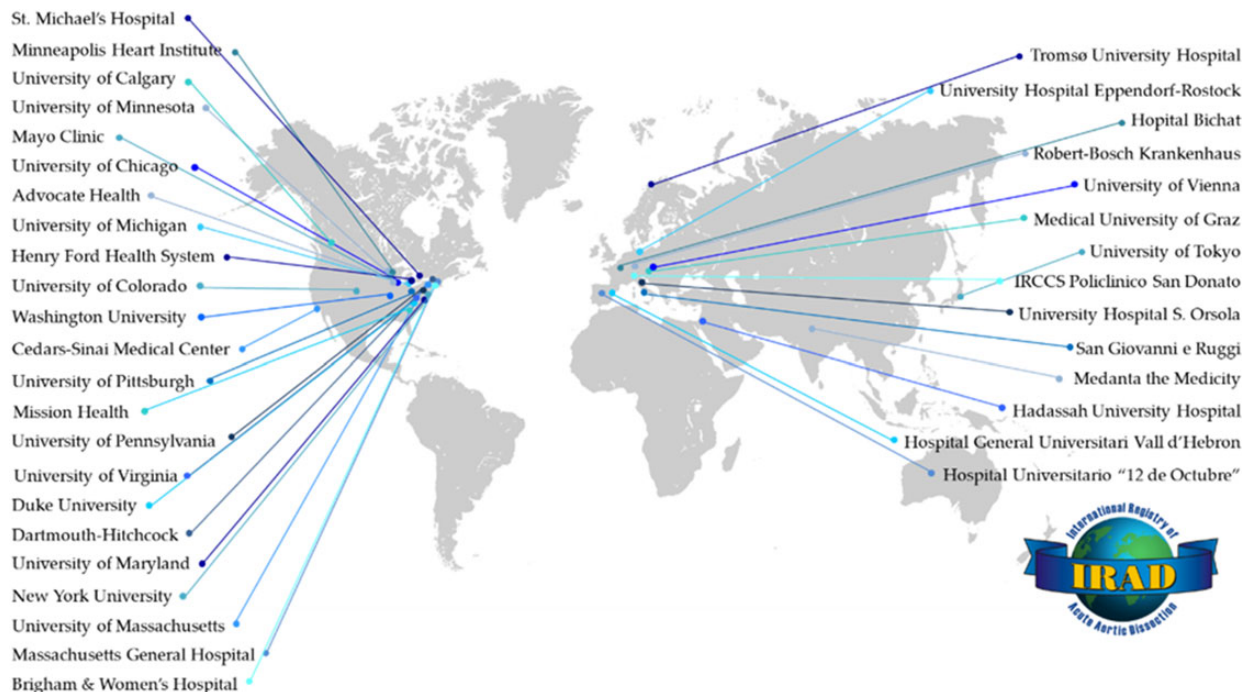 St. Michael's Hospital
Minneapolis Heart Institute
University of Calgary
University of Minnesota
Mayo Clinic
University of Chicago
Advocate Health
University of Michigan
Henry Ford Health System
University of Colorado
Washington University
Cedars-Sinai Medical Center
University of Pittsburgh
Mission Health
University of Pennsylvania
University of Virginia
Duke University
Dartmouth-Hitchcock
University of Maryland
New York University
University of Massachusetts
Massachusetts General Hospital
Brigham & Women's Hospital
Tromsø University Hospital
University Hospital Eppendorf-Rostock
Hopital Bichat
Robert-Bosch Krankenhaus
University of Vienna
Medical University of Graz
University of Tokyo
IRCCS Policlinico San Donato
University Hospital S. Orsola
San Giovanni e Ruggi
Medanta the Medicity
Hadassah University Hospital
Hospital General Universitari Vall d'Hebron
Hospital Universitario “12 de Octubre”
International Registry of
IRAD
Acute Aortic Dissection